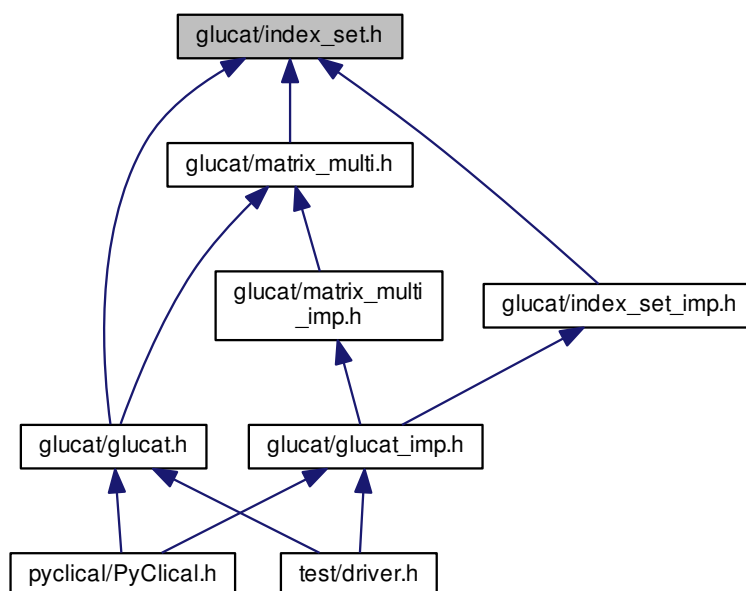 glucat/index_set.h
glucat/matrix_multi.h
glucat/matrix_multi
_imp.h
glucat/index_set_imp.h
glucat/glucat.h
glucat/glucat_imp.h
pyclical/PyClical.h
test/driver.h